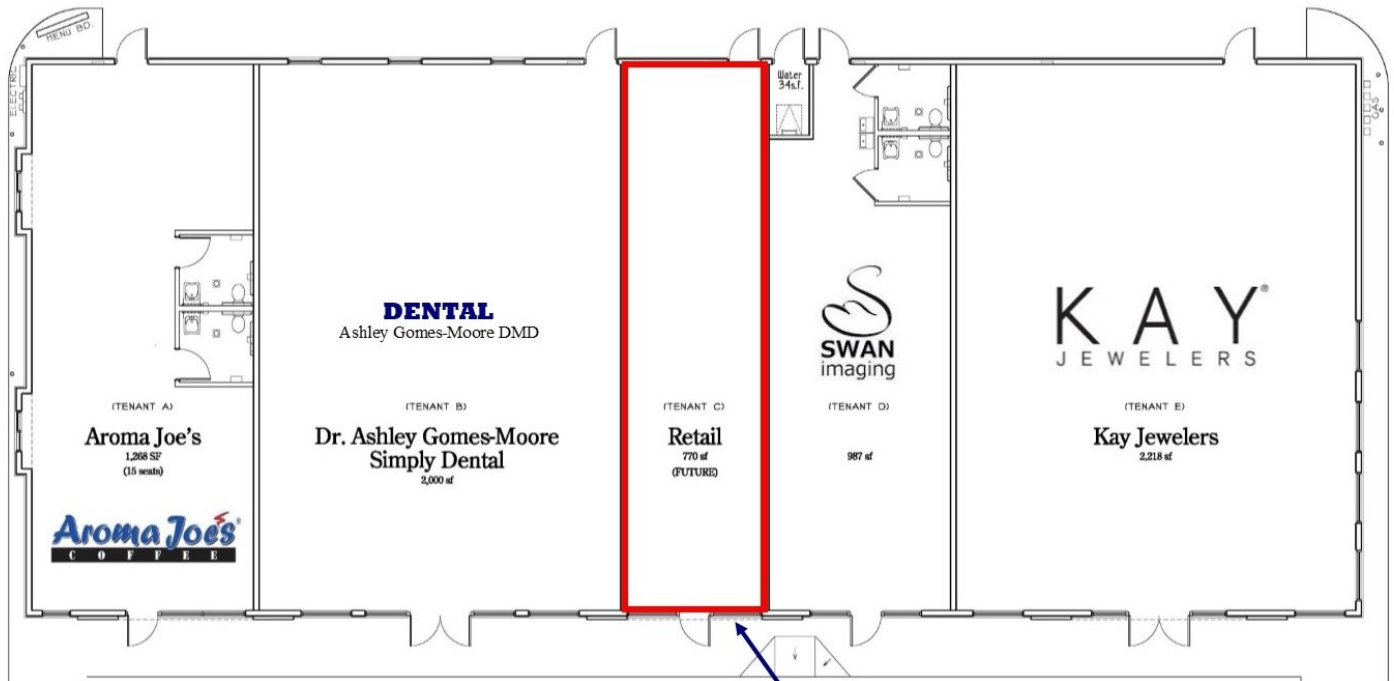 MENU BD.
ELECTRIC
Water
34s.f.
GAS
DENTAL
Ashley Gomes-Moore DMD
SWAN
imaging
KAY®
JEWELERS
(TENANT A)
Aroma Joe's
1,268 SF
(15 seats)
Aroma Joe's®
COFFEE
(TENANT B)
Dr. Ashley Gomes-Moore
Simply Dental
2,000 sf
(TENANT C)
Retail
770 sf
(FUTURE)
(TENANT D)
987 sf
(TENANT E)
Kay Jewelers
2,218 sf